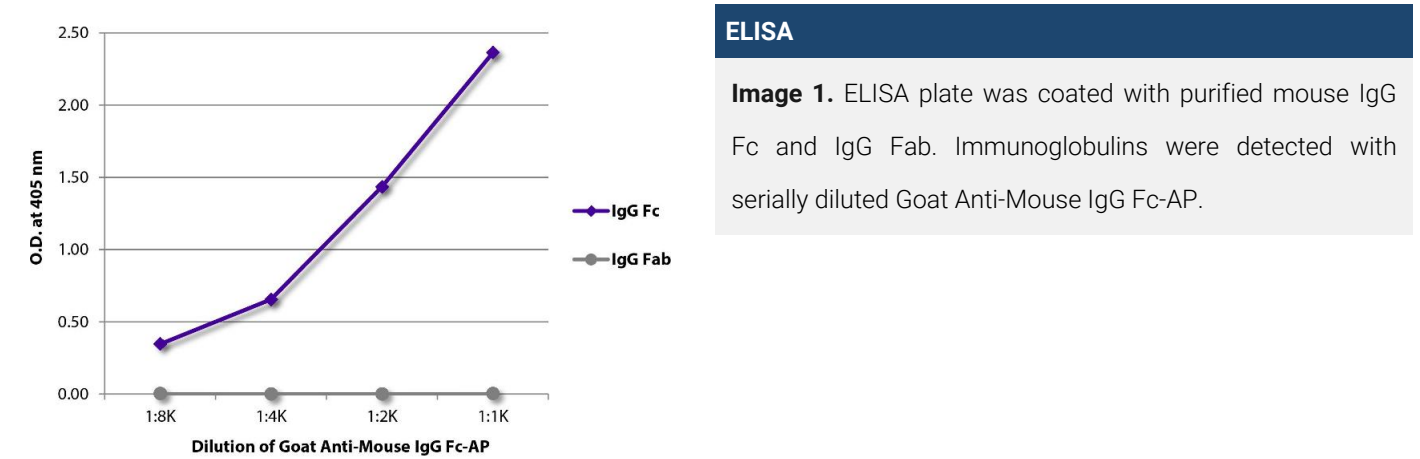 2.50
2.00
1.50
1.00
0.50
0.00
O.D. at 405 nm
1:8K
1:4K
1:2K
1:1K
Dilution of Goat Anti-Mouse IgG Fc-AP
IgG Fc
IgG Fab
ELISA
Image 1. ELISA plate was coated with purified mouse IgG
Fc and IgG Fab. Immunoglobulins were detected with
serially diluted Goat Anti-Mouse IgG Fc-AP.